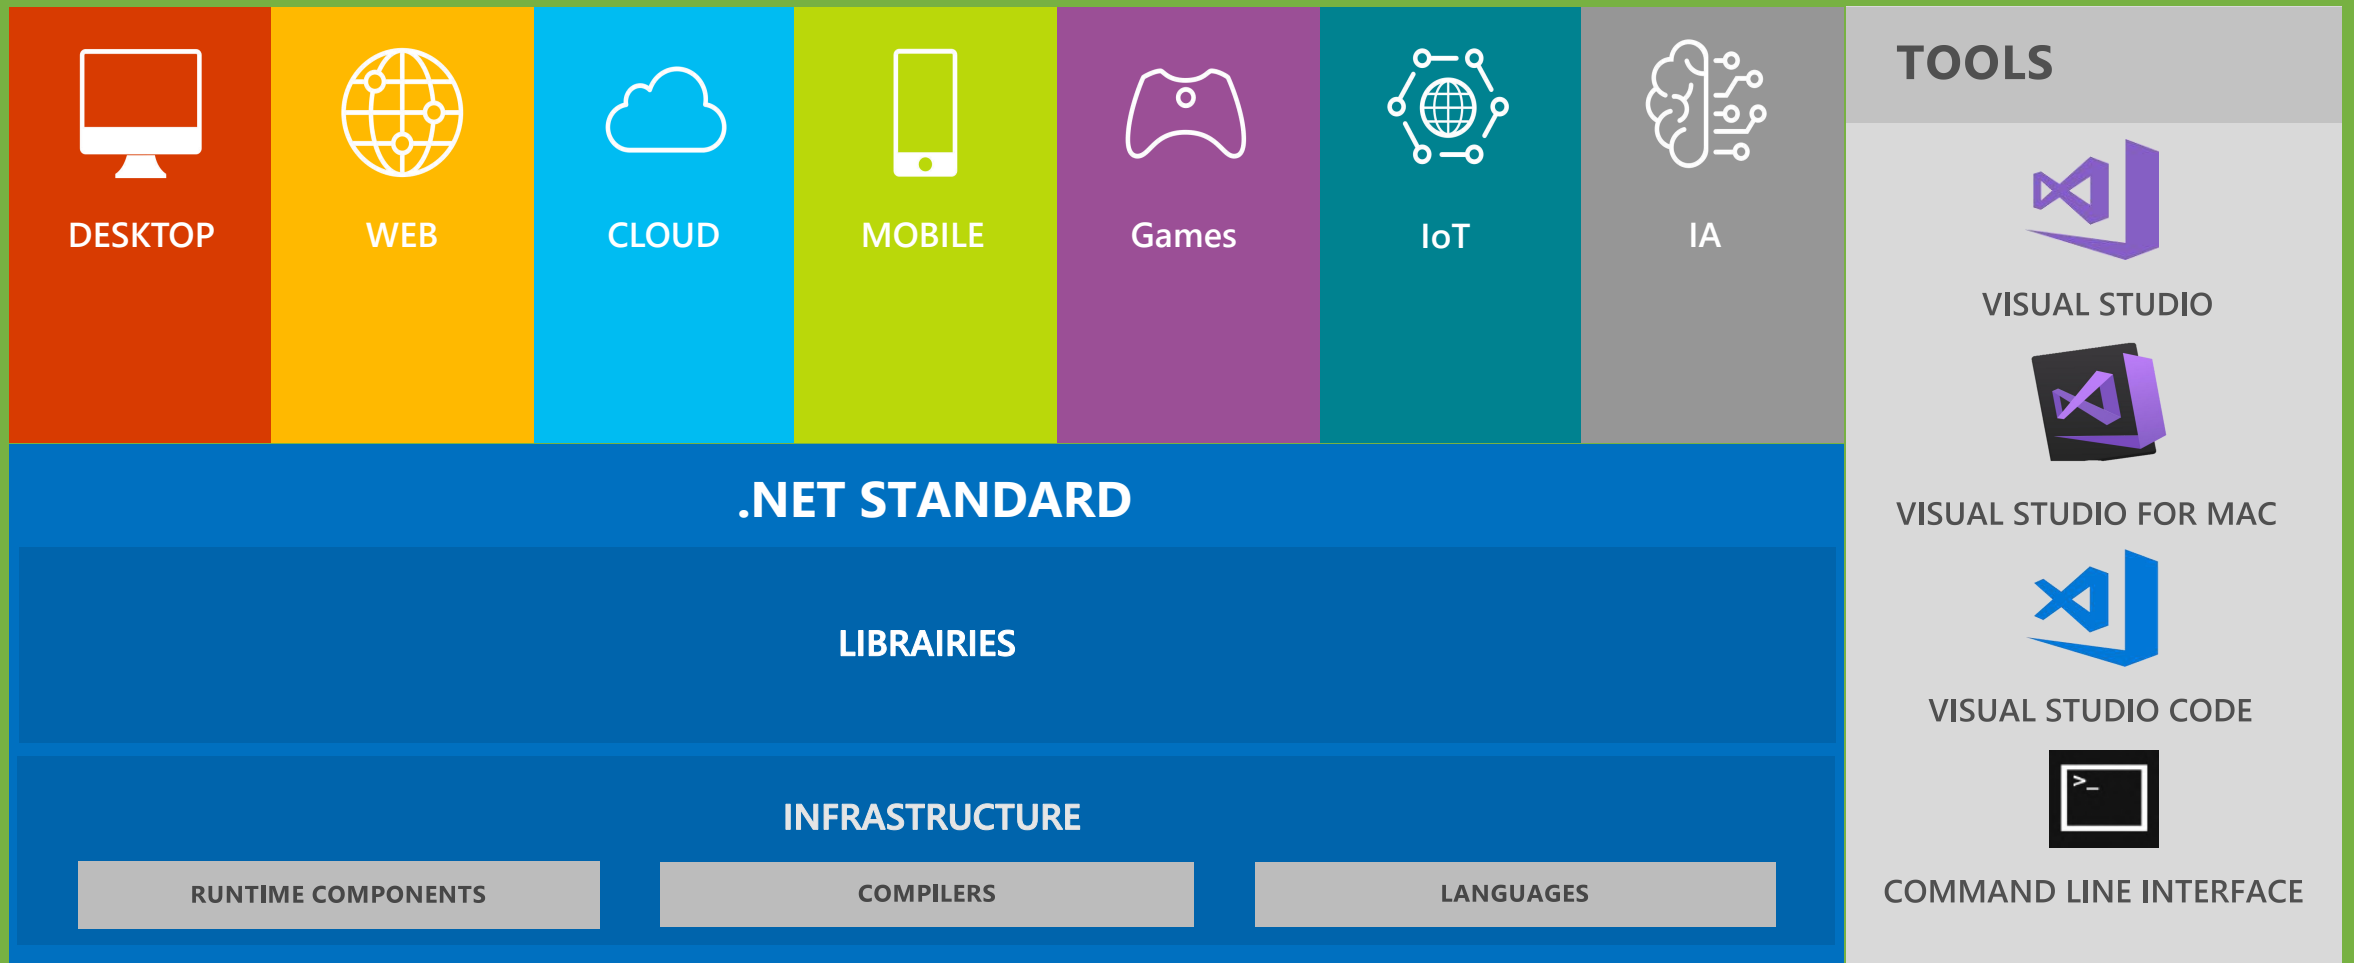 DESKTOP
WEB
CLOUD
MOBILE
Games
IoT
IA
.NET STANDARD
LIBRAIRIES
INFRASTRUCTURE
RUNTIME COMPONENTS
COMPILERS
LANGUAGES
TOOLS
VISUAL STUDIO
VISUAL STUDIO FOR MAC
VISUAL STUDIO CODE
>_
COMMAND LINE INTERFACE